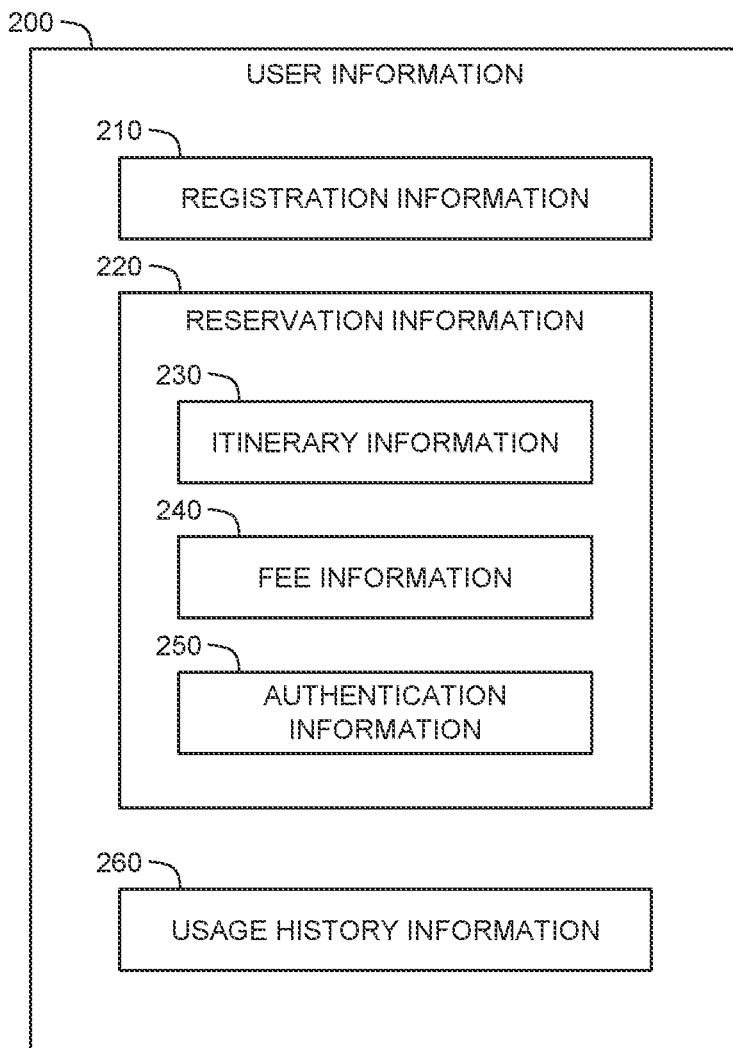 200
USER INFORMATION
210
REGISTRATION INFORMATION
220
RESERVATION INFORMATION
230
ITINERARY INFORMATION
240
FEE INFORMATION
250
AUTHENTICATION
INFORMATION
260
USAGE HISTORY INFORMATION